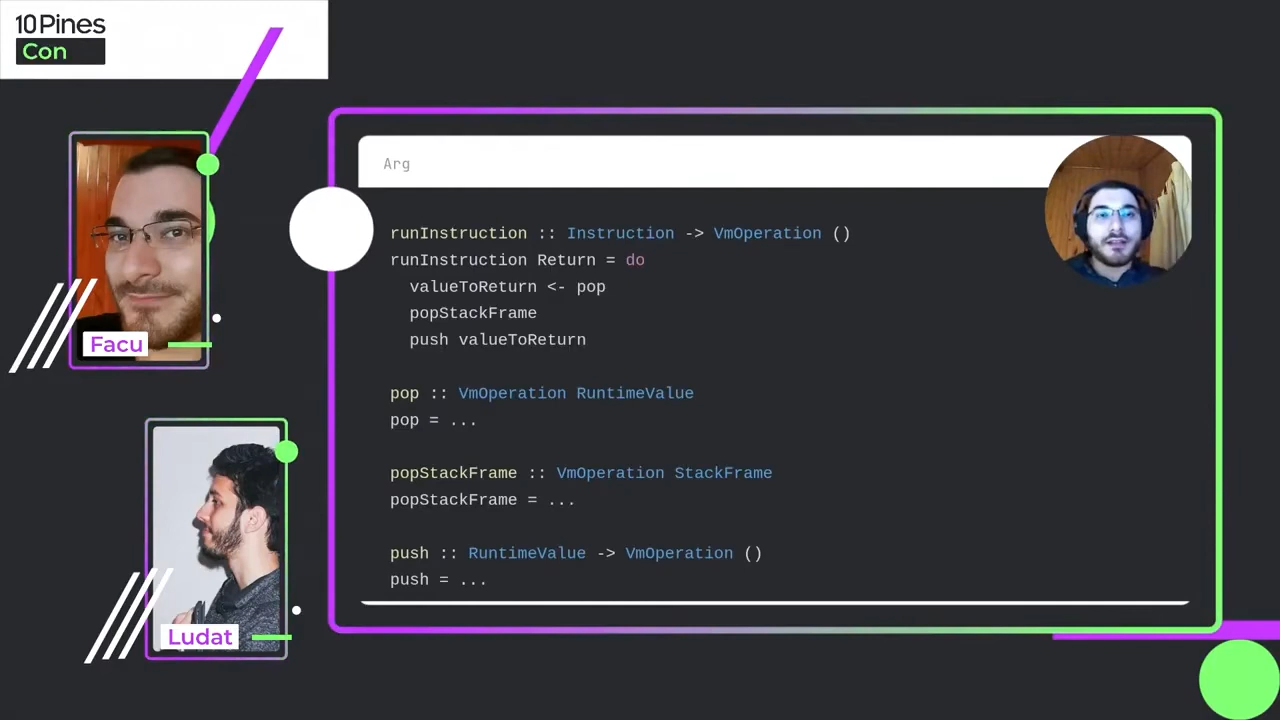 10Pines
Con
Arg
runInstruction :: Instruction -> VmOperation ()
runInstruction Return = do
  valueToReturn <- pop
  popStackFrame
  push valueToReturn
pop :: VmOperation RuntimeValue
pop = ...
popStackFrame :: VmOperation StackFrame
popStackFrame = ...
push :: RuntimeValue -> VmOperation ()
push = ...
Facu
Ludat